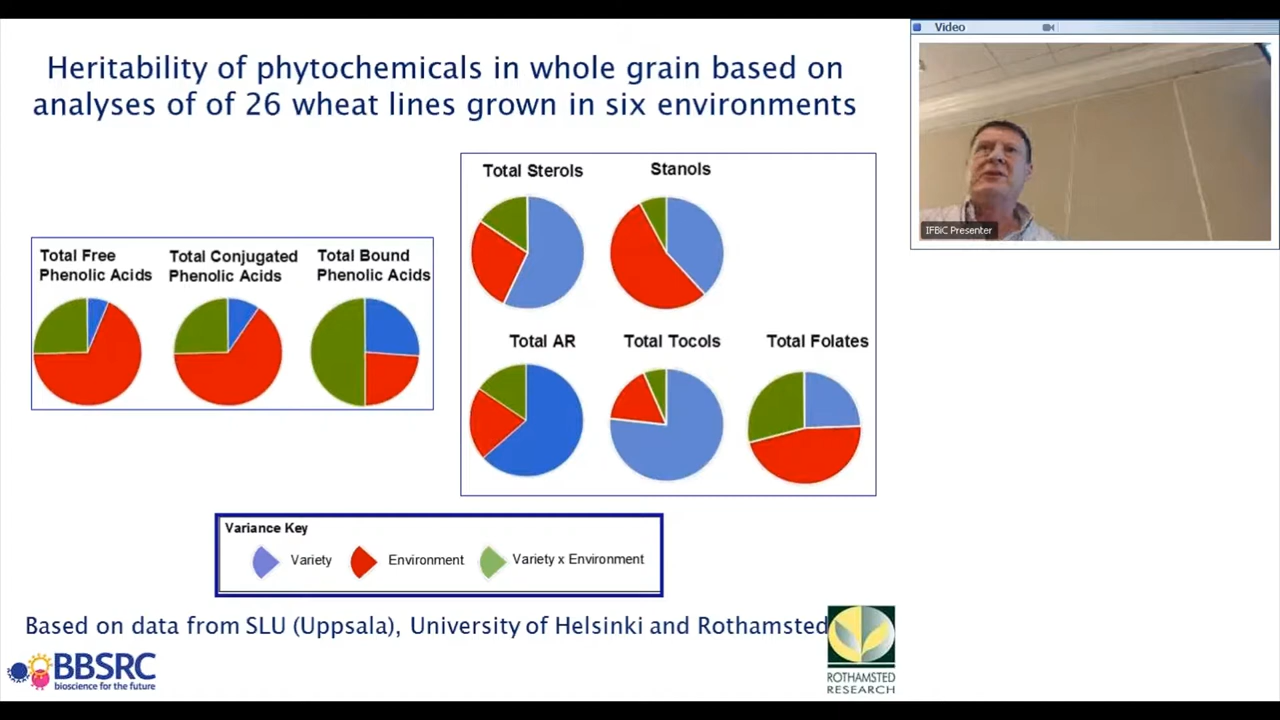 Heritability of phytochemicals in whole grain based on
analyses of of 26 wheat lines grown in six environments
Video
IFBiC Presenter
Total Free
Phenolic Acids
Total Conjugated
Phenolic Acids
Total Bound
Phenolic Acids
Total Sterols
Stanols
Total AR
Total Tocols
Total Folates
Variance Key
Variety
Environment
Variety x Environment
Based on data from SLU (Uppsala), University of Helsinki and Rothamsted
BBSRC
bioscience for the future
ROTHAMSTED
RESEARCH